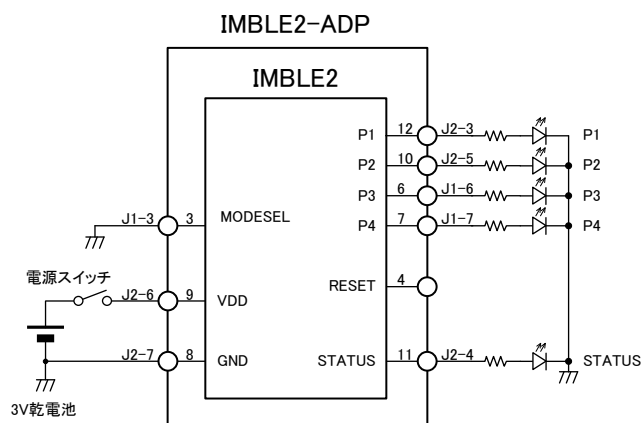 IMBLE2-ADP
IMBLE2
P1 12 J2-3 P1
P2 10 J2-5 P2
P3 6 J1-6 P3
J1-3 3 MODESEL P4 7 J1-7 P4
電源スイッチ
RESET 4
J2-6 9 VDD
J2-7 8 GND STATUS 11 J2-4 STATUS
3V乾電池